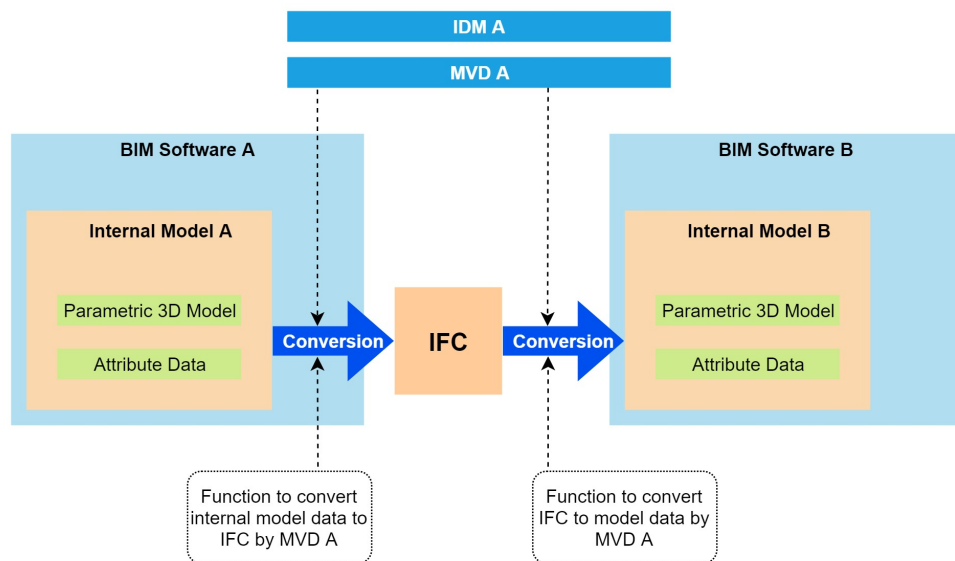 IDM A
MVD A
BIM Software A
BIM Software B
Internal Model A
Internal Model B
Parametric 3D Model
Parametric 3D Model
Conversion
IFC
Conversion
Attribute Data
Attribute Data
Function to convert
internal model data to
IFC by MVD A
Function to convert
IFC to model data by
MVD A